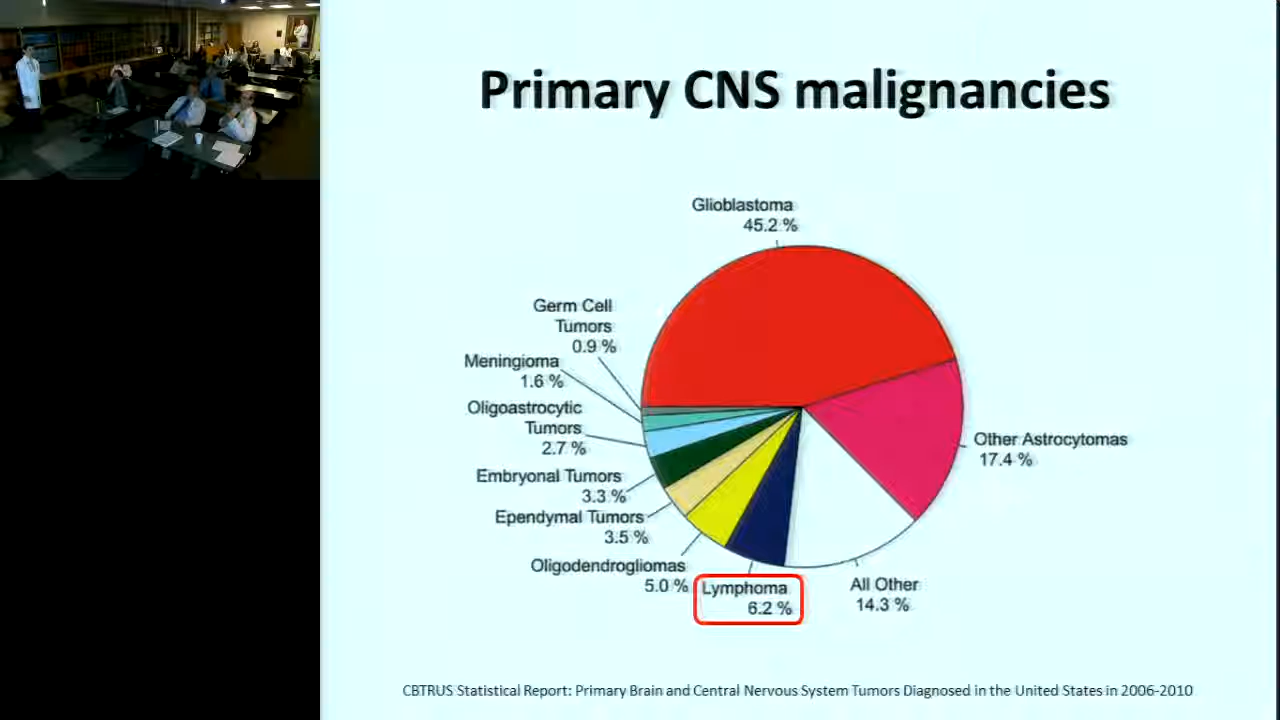 Primary CNS malignancies
Glioblastoma
45.2 %
Germ Cell
Tumors
0.9 %
Meningioma
1.6 %
Oligoastrocytic
Tumors
2.7 %
Embryonal Tumors
3.3 %
Ependymal Tumors
3.5 %
Oligodendrogliomas
5.0 %
Lymphoma
6.2 %
All Other
14.3 %
Other Astrocytomas
17.4 %
CBTRUS Statistical Report: Primary Brain and Central Nervous System Tumors Diagnosed in the United States in 2006-2010